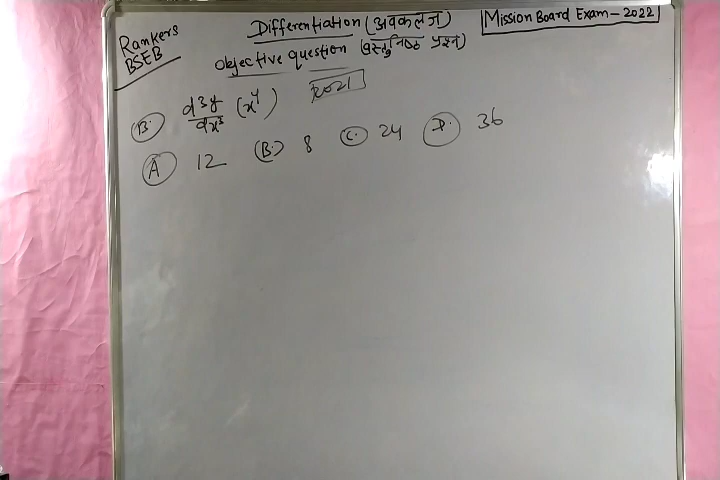 Rankers
BSEB
Differentiation (अवकलज)
Mission Board Exam – 2022
Objective question (वस्तुनिष्ठ प्रश्न)
B. d³y/dx³ (x⁴) 2021
A 12 B. 8 C. 24 D. 36